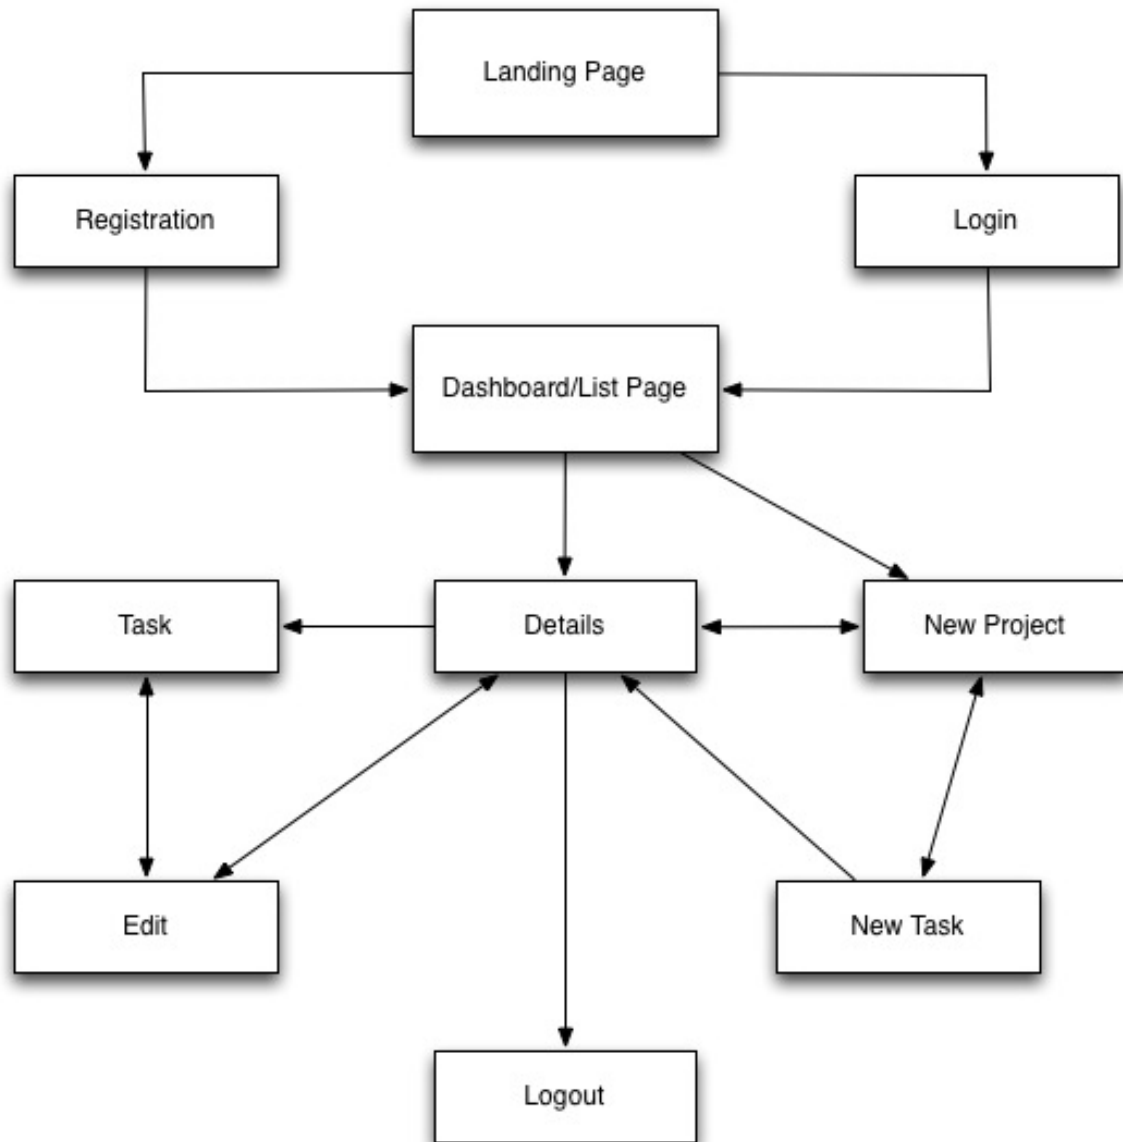 Landing Page
Registration
Login
Dashboard/List Page
Task
Details
New Project
Edit
New Task
Logout